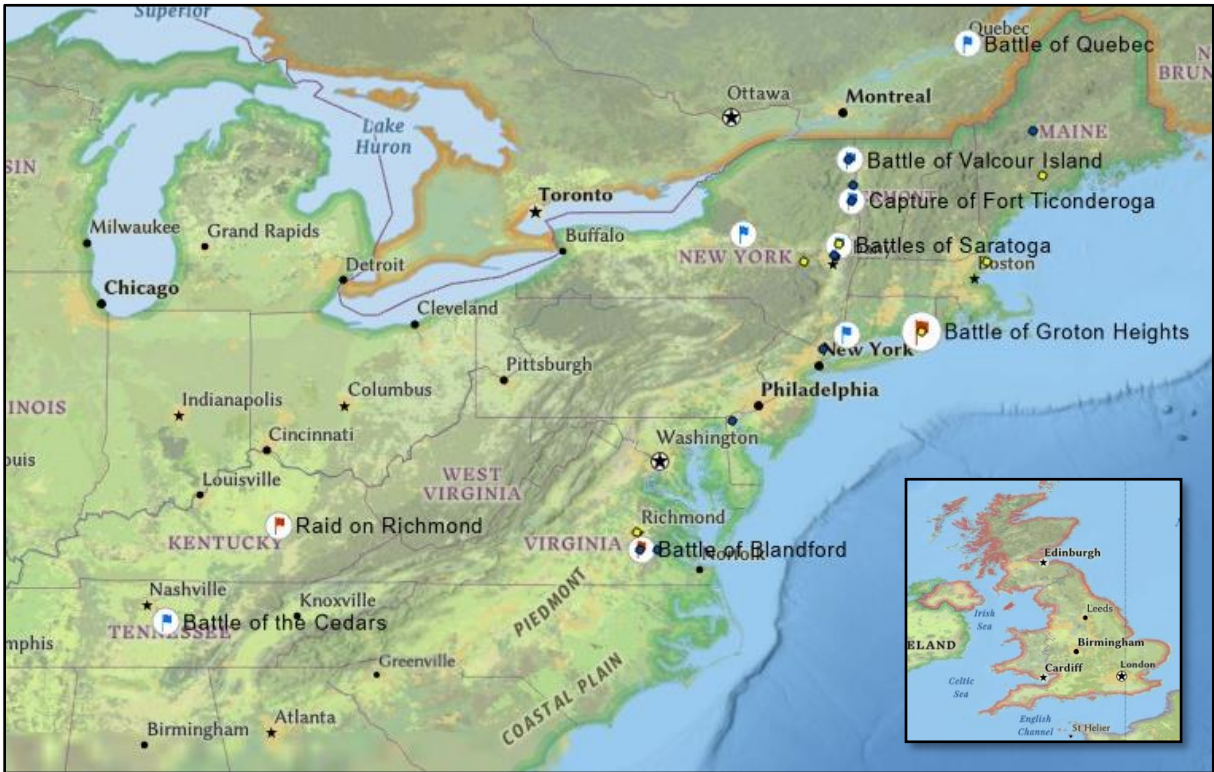 Superior
Quebec
Battle of Quebec
N
BRUN
Ottawa
Montreal
MAINE
Lake
Huron
SIN
Battle of Valcour Island
Toronto
Capture of Fort Ticonderoga
Milwaukee
Grand Rapids
Buffalo
NEW YORK
Battles of Saratoga
Boston
Detroit
Chicago
Cleveland
Battle of Groton Heights
New York
Pittsburgh
Columbus
Philadelphia
INOIS
Indianapolis
Cincinnati
Washington
ouis
Louisville
WEST
VIRGINIA
Richmond
Raid on Richmond
KENTUCKY
VIRGINIA
Battle of Blandford
Norfolk
Nashville
Knoxville
Battle of the Cedars
TENNESSEE
PIEDMONT
mphis
Greenville
COASTAL PLAIN
Atlanta
Birmingham
Edinburgh
Irish
Sea
Leeds
ELAND
Birmingham
Cardiff
London
Celtic
Sea
English
Channel
St Helier